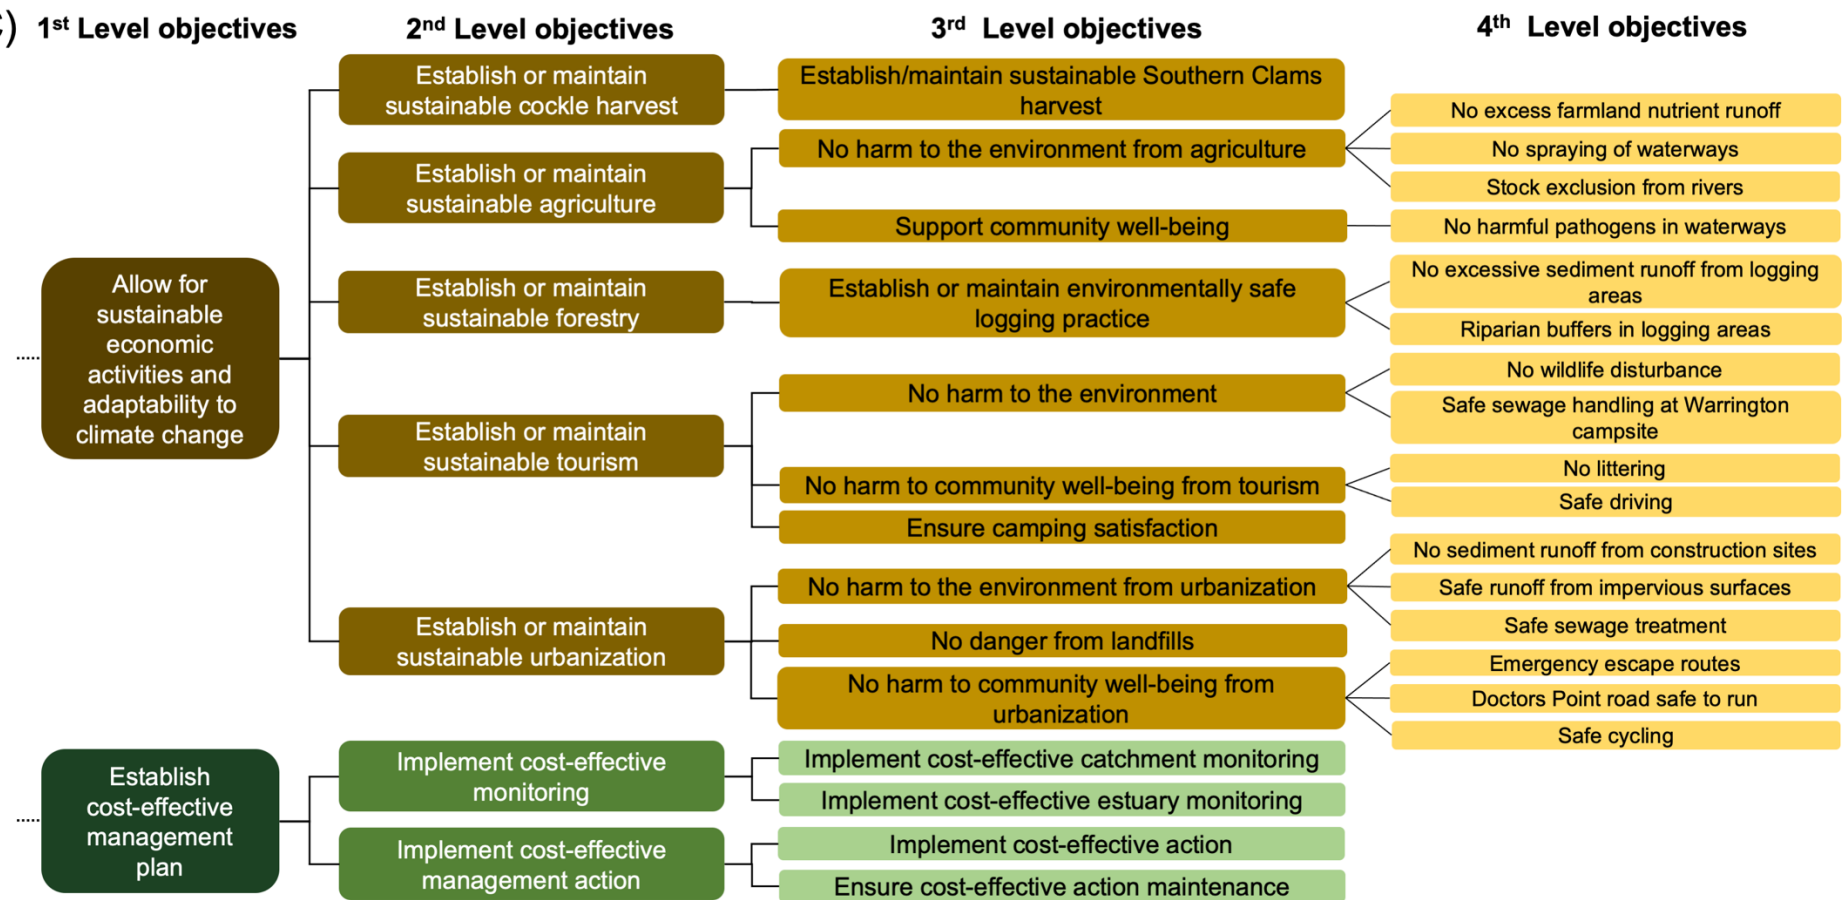 c) 1st Level objectives
2nd Level objectives
3rd Level objectives
4th Level objectives
Allow for
sustainable
economic
activities and
adaptability to
climate change
Establish or maintain
sustainable cockle harvest
Establish/maintain sustainable Southern Clams
harvest
Establish or maintain
sustainable agriculture
No harm to the environment from agriculture
No excess farmland nutrient runoff
No spraying of waterways
Stock exclusion from rivers
Support community well-being
No harmful pathogens in waterways
Establish or maintain
sustainable forestry
Establish or maintain environmentally safe
logging practice
No excessive sediment runoff from logging
areas
Riparian buffers in logging areas
Establish or maintain
sustainable tourism
No harm to the environment
No wildlife disturbance
Safe sewage handling at Warrington
campsite
No harm to community well-being from tourism
No littering
Safe driving
Ensure camping satisfaction
Establish or maintain
sustainable urbanization
No harm to the environment from urbanization
No sediment runoff from construction sites
Safe runoff from impervious surfaces
Safe sewage treatment
No danger from landfills
No harm to community well-being from
urbanization
Emergency escape routes
Doctors Point road safe to run
Safe cycling
Establish
cost-effective
management
plan
Implement cost-effective
monitoring
Implement cost-effective catchment monitoring
Implement cost-effective estuary monitoring
Implement cost-effective
management action
Implement cost-effective action
Ensure cost-effective action maintenance